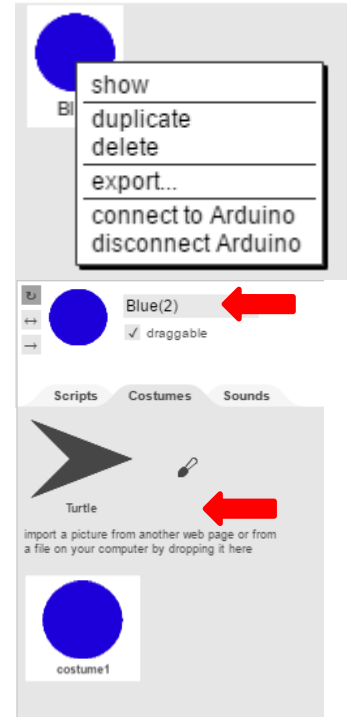 show
Bl
duplicate
delete
export...
connect to Arduino
disconnect Arduino
Blue(2)
draggable
Scripts Costumes Sounds
Turtle
import a picture from another web page or from
a file on your computer by dropping it here
costume1